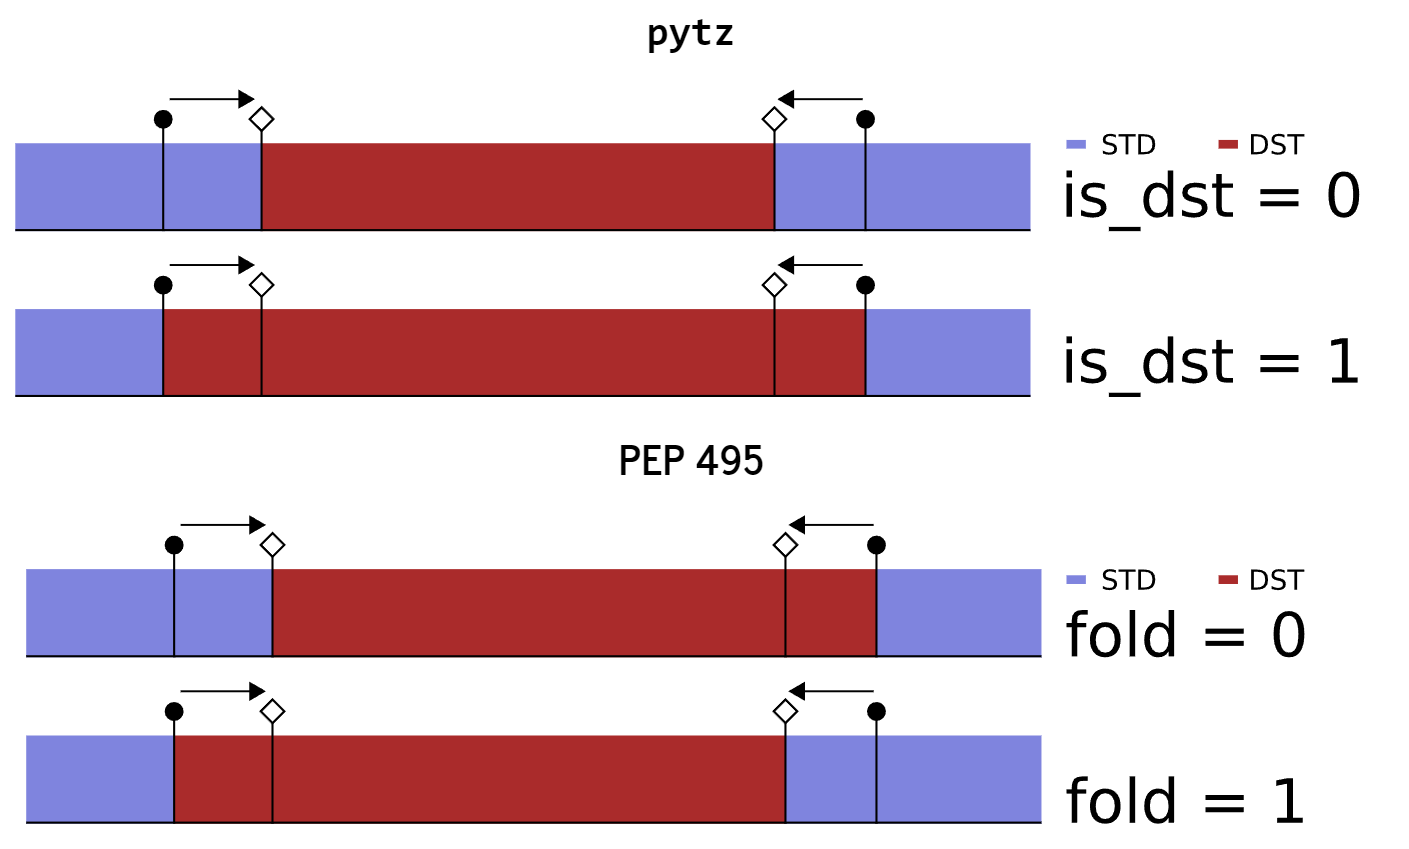 pytz
STD DST
is_dst = 0
is_dst = 1
PEP 495
STD DST
fold = 0
fold = 1